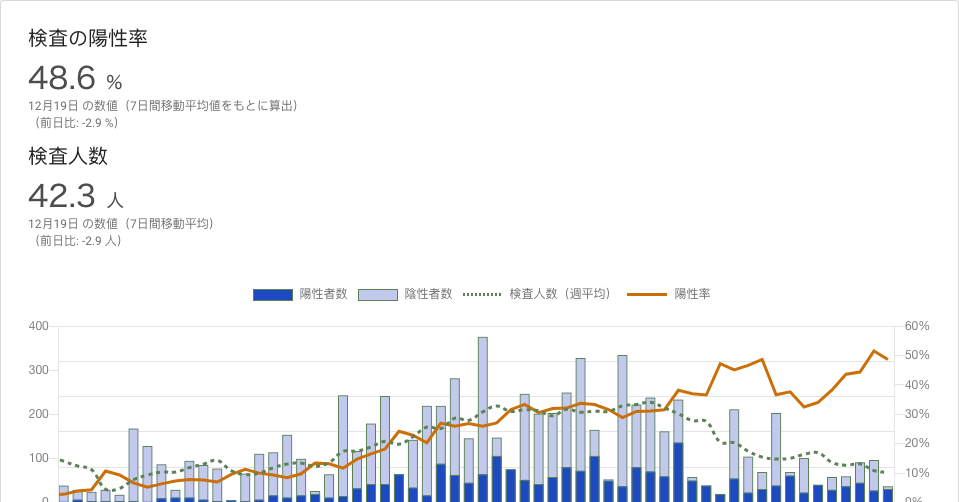 検査の陽性率
48.6 %
12月19日 の数値（7日間移動平均値をもとに算出）
（前日比: -2.9 %）
検査人数
42.3 人
12月19日 の数値（7日間移動平均）
（前日比: -2.9 人）
陽性者数 陰性者数 検査人数（週平均） 陽性率
400 60%
300 50%
40%
200 30%
20%
100 10%
0 0%